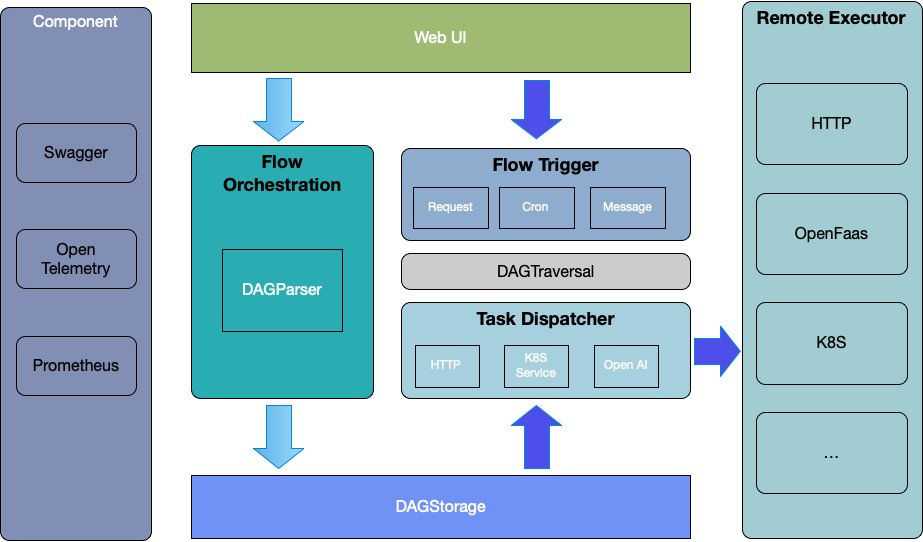 Component
Swagger
Open
Telemetry
Prometheus
Web UI
Flow
Orchestration
DAGParser
Flow Trigger
Request
Cron
Message
DAGTraversal
Task Dispatcher
HTTP
K8S
Service
Open AI
DAGStorage
Remote Executor
HTTP
OpenFaas
K8S
...